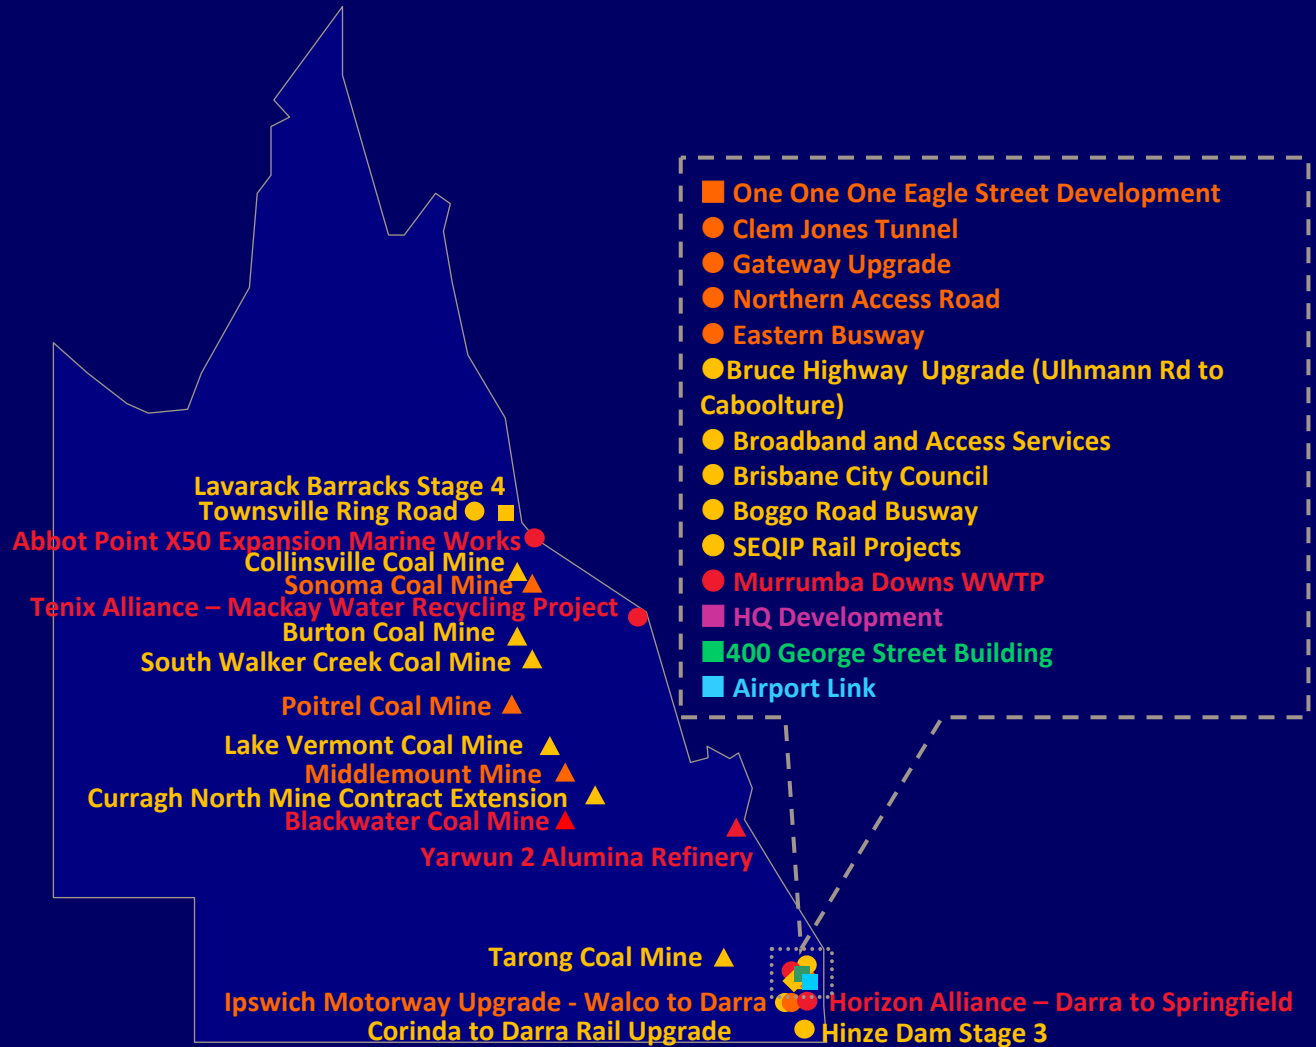 One One One Eagle Street Development
Clem Jones Tunnel
Gateway Upgrade
Northern Access Road
Eastern Busway
Bruce Highway Upgrade (Ulhmann Rd to
Caboolture)
Broadband and Access Services
Brisbane City Council
Boggo Road Busway
SEQIP Rail Projects
Murrumba Downs WWTP
HQ Development
400 George Street Building
Airport Link
Lavarack Barracks Stage 4
Townsville Ring Road
Abbot Point X50 Expansion Marine Works
Collinsville Coal Mine
Sonoma Coal Mine
Tenix Alliance – Mackay Water Recycling Project
Burton Coal Mine
South Walker Creek Coal Mine
Poitrel Coal Mine
Lake Vermont Coal Mine
Middlemount Mine
Curragh North Mine Contract Extension
Blackwater Coal Mine
Yarwun 2 Alumina Refinery
Tarong Coal Mine
Ipswich Motorway Upgrade - Walco to Darra
Horizon Alliance – Darra to Springfield
Corinda to Darra Rail Upgrade
Hinze Dam Stage 3